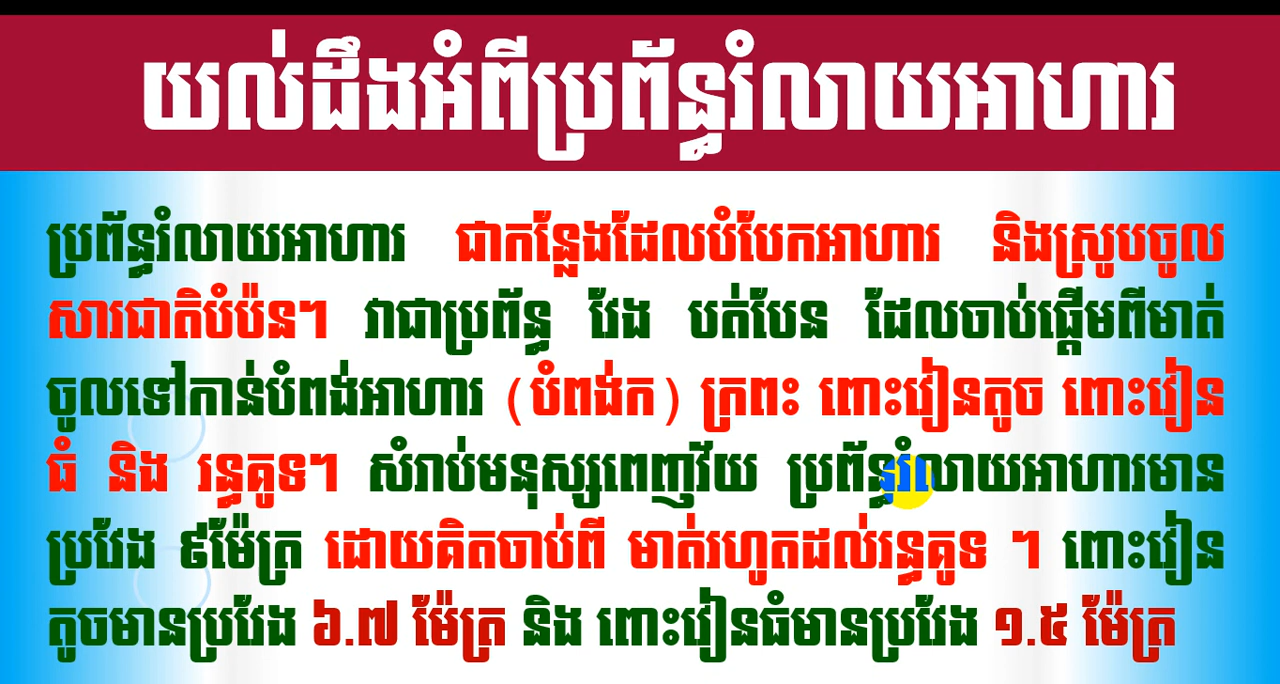 យល់ដឹងអំពីប្រព័ន្ធរំលាយអាហារ
ប្រព័ន្ធរំលាយអាហារ ជាកន្លែងដែលបំបែកអាហារ និងស្រូបចូល
សារជាតិបំប៉ន។ វាជាប្រព័ន្ធ វែង បត់បែន ដែលចាប់ផ្តើមពីមាត់
ចូលទៅកាន់បំពង់អាហារ (បំពង់ក) ក្រពះ ពោះវៀនតូច ពោះវៀន
ធំ និង រន្ធគូទ។ សំរាប់មនុស្សពេញវ័យ ប្រព័ន្ធរំលាយអាហារមាន
ប្រវែង ៩ម៉ែត្រ ដោយគិតចាប់ពី មាត់រហូតដល់រន្ធគូទ ។ ពោះវៀន
តូចមានប្រវែង ៦.៧ ម៉ែត្រ និង ពោះវៀនធំមានប្រវែង ១.៥ ម៉ែត្រ